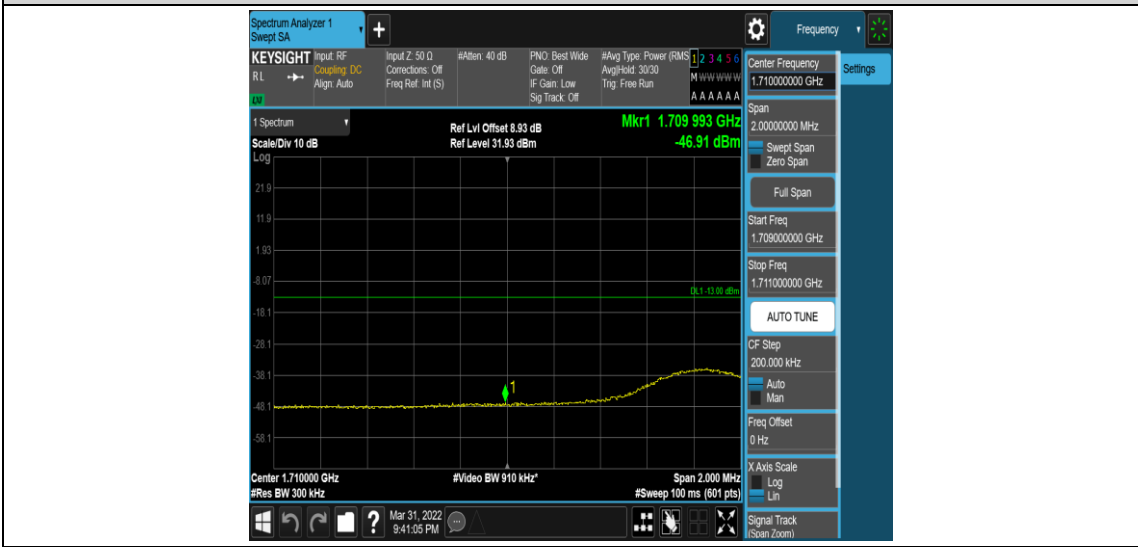 Spectrum Analyzer 1
Swept SA
+
Frequency
KEYSIGHT
Input: RF
Input Z: 50 Ω
#Atten: 40 dB
PNO: Best Wide
#Avg Type: Power (RMS
1 2 3 4 5 6
R L
Coupling: DC
Corrections: Off
Gate: Off
Avg|Hold: 30/30
M W W W W W
Align: Auto
Freq Ref: Int (S)
IF Gain: Low
Trig: Free Run
Sig Track: Off
A A A A A A
Center Frequency
1.710000000 GHz
Settings
Span
2.00000000 MHz
Swept Span
Zero Span
Full Span
Start Freq
1.709000000 GHz
Stop Freq
1.711000000 GHz
AUTO TUNE
CF Step
200.000 kHz
Auto
Man
Freq Offset
0 Hz
X Axis Scale
Log
Lin
Signal Track
(Span Zoom)
1 Spectrum
Ref Lvl Offset 8.93 dB
Mkr1 1.709 993 GHz
Scale/Div 10 dB
Ref Level 31.93 dBm
-46.91 dBm
Log
21.9
11.9
1.93
-8.07
DL1 -13.00 dBm
-18.1
-28.1
-38.1
1
-48.1
-58.1
Center 1.710000 GHz
#Video BW 910 kHz*
Span 2.000 MHz
#Res BW 300 kHz
#Sweep 100 ms (601 pts)
?
Mar 31, 2022
9:41:05 PM